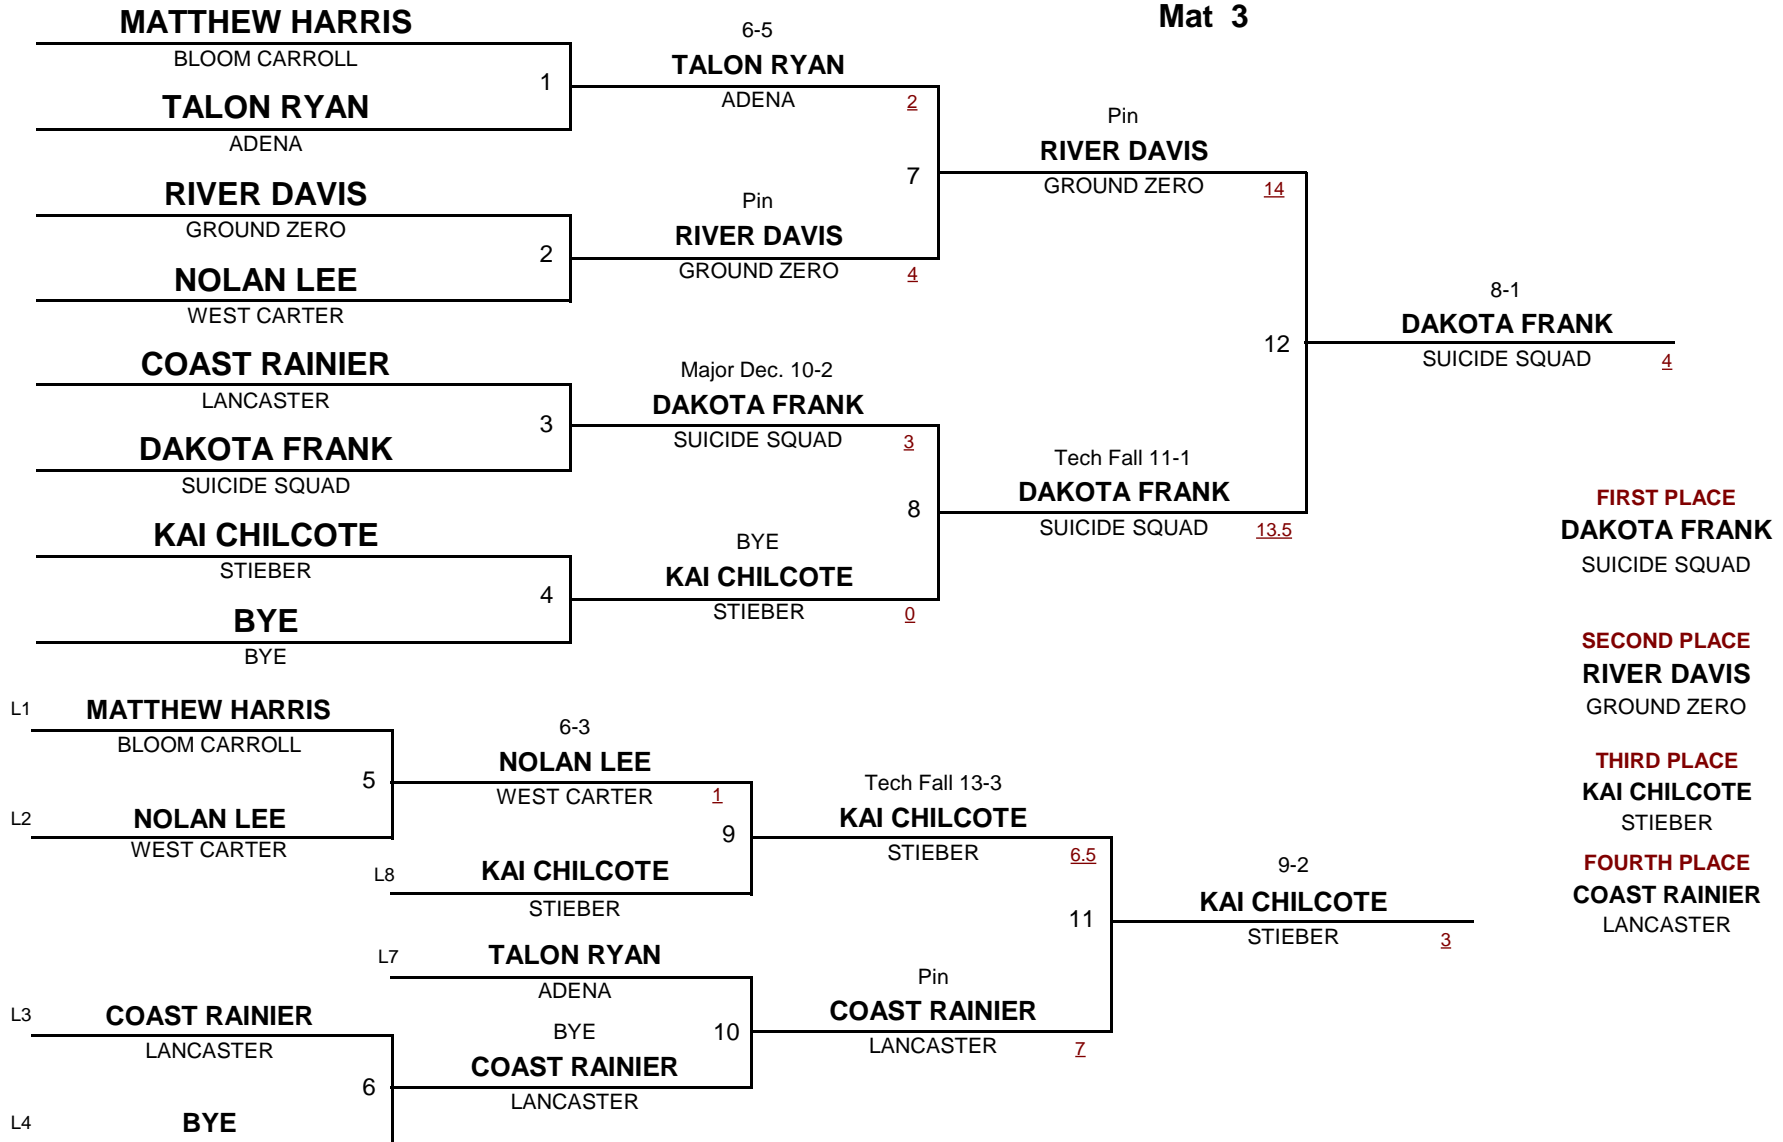 Mat 3
MATTHEW HARRIS
BLOOM CARROLL
1
TALON RYAN
ADENA
6-5
TALON RYAN
ADENA
2
RIVER DAVIS
GROUND ZERO
2
NOLAN LEE
WEST CARTER
Pin
RIVER DAVIS
GROUND ZERO
4
7
Pin
RIVER DAVIS
GROUND ZERO
14
COAST RAINIER
LANCASTER
3
DAKOTA FRANK
SUICIDE SQUAD
Major Dec. 10-2
DAKOTA FRANK
SUICIDE SQUAD
3
KAI CHILCOTE
STIEBER
4
BYE
BYE
BYE
KAI CHILCOTE
STIEBER
0
8
Tech Fall 11-1
DAKOTA FRANK
SUICIDE SQUAD
13.5
12
8-1
DAKOTA FRANK
SUICIDE SQUAD
4
FIRST PLACE
DAKOTA FRANK
SUICIDE SQUAD
SECOND PLACE
RIVER DAVIS
GROUND ZERO
THIRD PLACE
KAI CHILCOTE
STIEBER
FOURTH PLACE
COAST RAINIER
LANCASTER
L1
MATTHEW HARRIS
BLOOM CARROLL
5
L2
NOLAN LEE
WEST CARTER
6-3
NOLAN LEE
WEST CARTER
1
9
L8
KAI CHILCOTE
STIEBER
Tech Fall 13-3
KAI CHILCOTE
STIEBER
6.5
L7
TALON RYAN
ADENA
L3
COAST RAINIER
LANCASTER
6
L4
BYE
BYE
COAST RAINIER
LANCASTER
10
Pin
COAST RAINIER
LANCASTER
7
11
9-2
KAI CHILCOTE
STIEBER
3